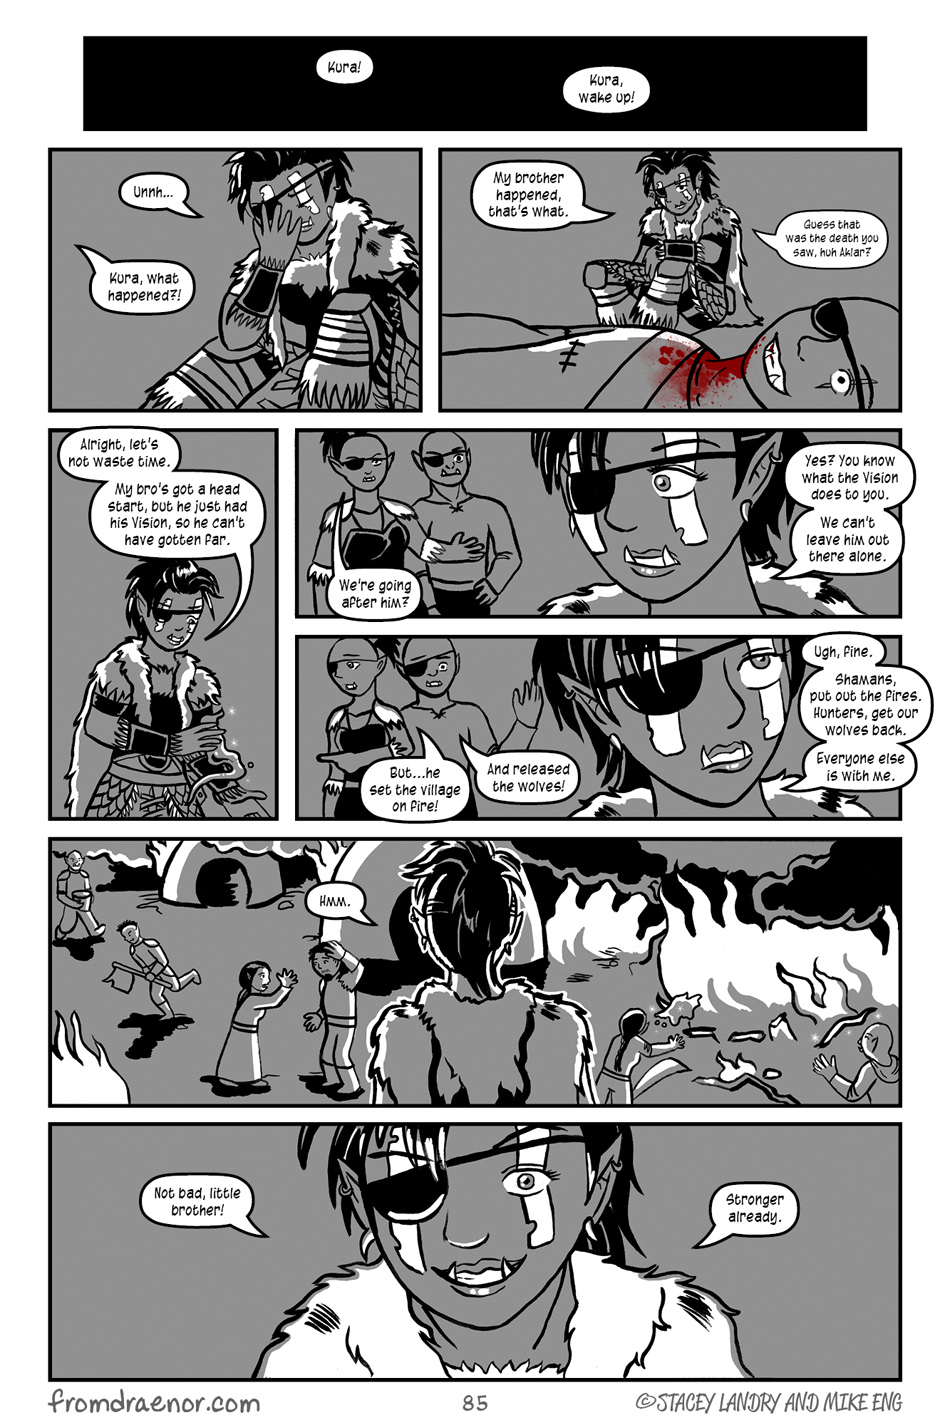 Kura!
Kura,
wake up!
Unnh...
Kura, what
happened?!
My brother
happened,
that's what.
Guess that
was the death you
saw, huh Aklar?
Alright, let's
not waste time.
My bro's got a head
start, but he just had
his Vision, so he can't
have gotten far.
We're going
after him?
Yes? You know
what the Vision
does to you.
We can't
leave him out
there alone.
But...he
set the village
on fire!
And released
the wolves!
Ugh, fine.
Shamans,
put out the fires.
Hunters, get our
wolves back.
Everyone else
is with me.
Hmm.
Not bad, little
brother!
Stronger
already.
fromdraenor.com
85
©STACEY LANDRY AND MIKE ENG